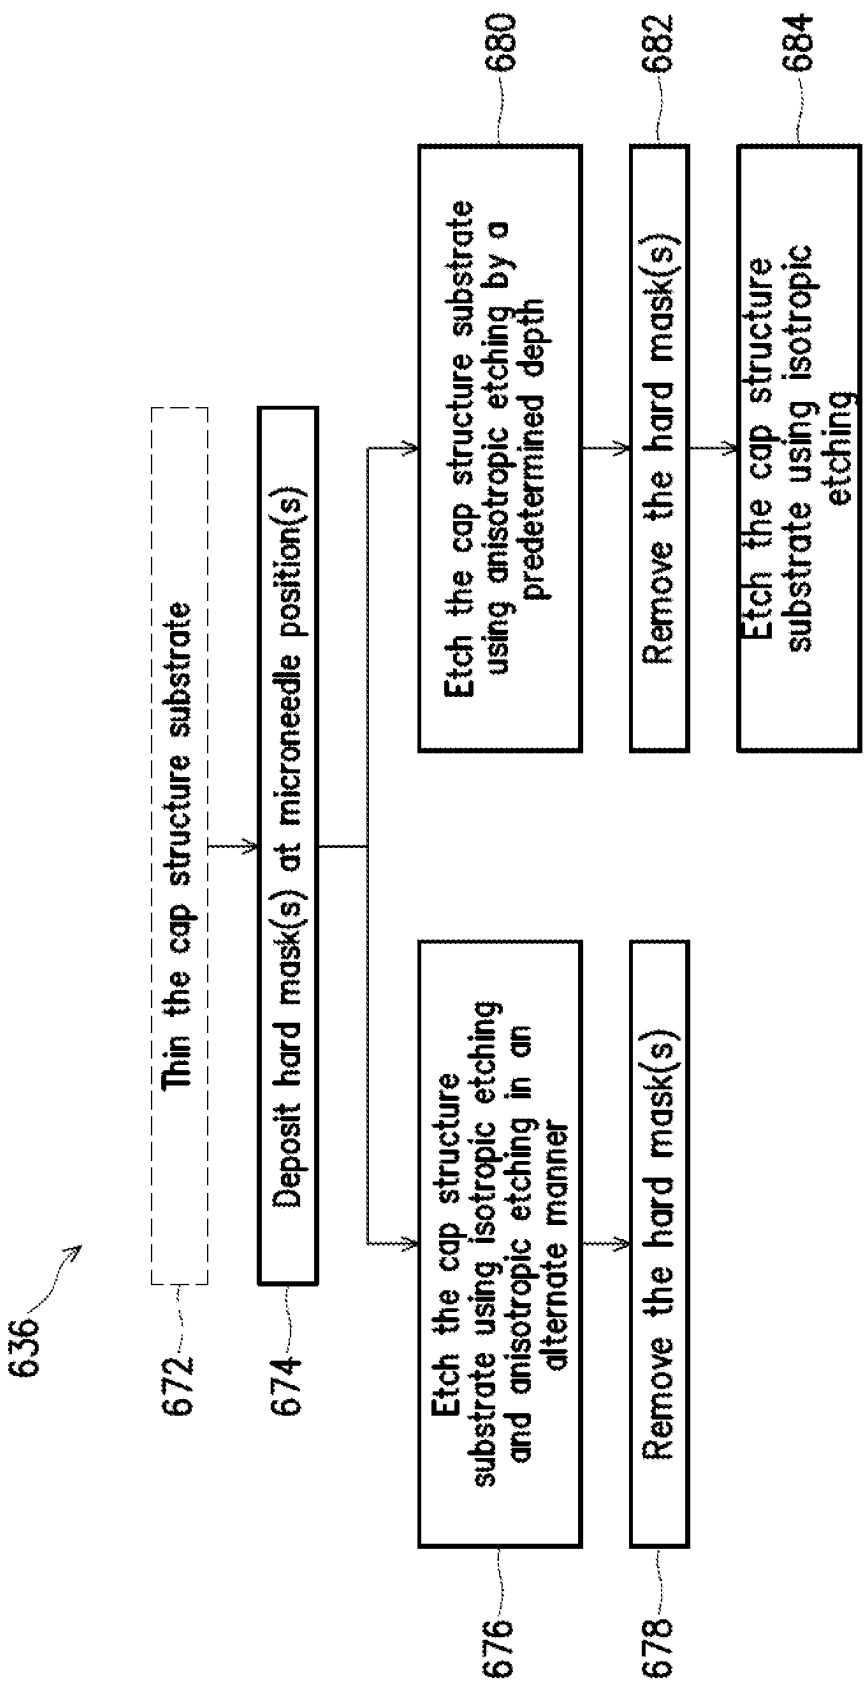 636
672
Thin the cap structure substrate
674
Deposit hard mask(s) at microneedle position(s)
676
Etch the cap structure
substrate using isotropic etching
and anisotropic etching in an
alternate manner
678
Remove the hard mask(s)
680
Etch the cap structure substrate
using anisotropic etching by a
predetermined depth
682
Remove the hard mask(s)
684
Etch the cap structure
substrate using isotropic
etching